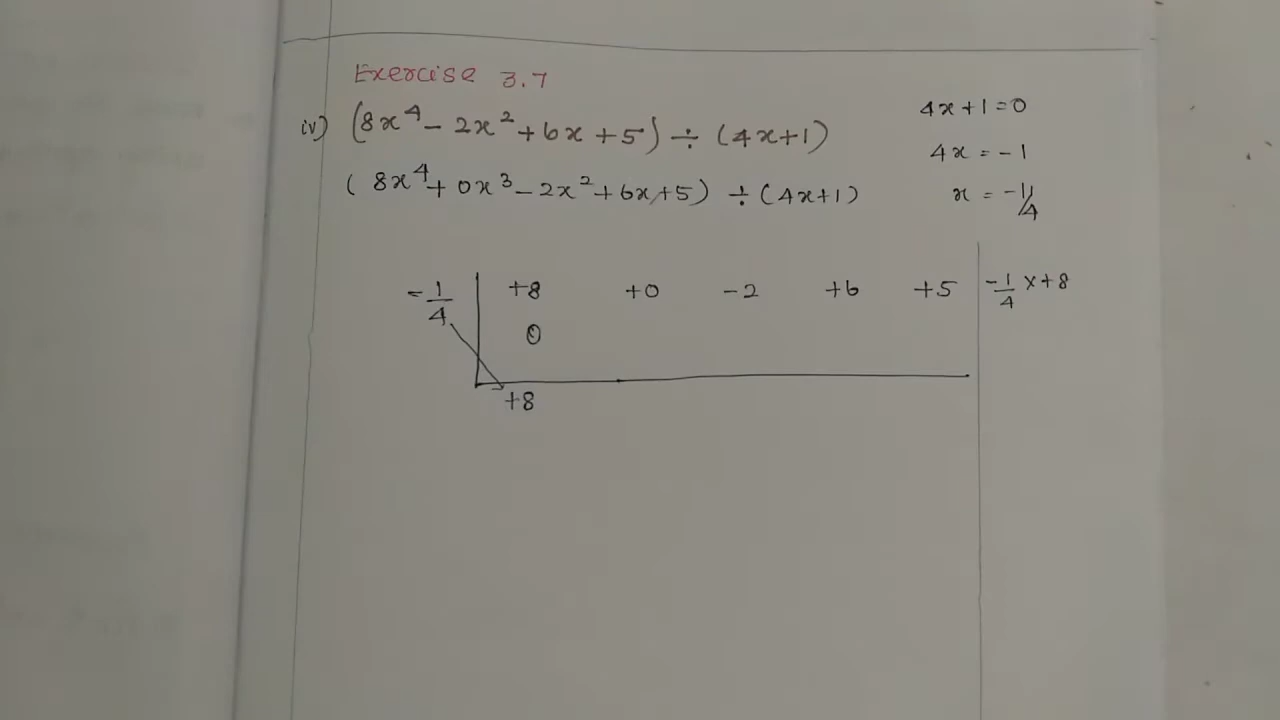 Exercise 3.7
iv) (8x⁴ - 2x² + 6x + 5) ÷ (4x+1)
(8x⁴ + 0x³ - 2x² + 6x + 5) ÷ (4x+1)
4x + 1 = 0
4x = -1
x = -1/4
-1/4 | +8 +0 -2 +6 +5 | -1/4 x +8
0
+8